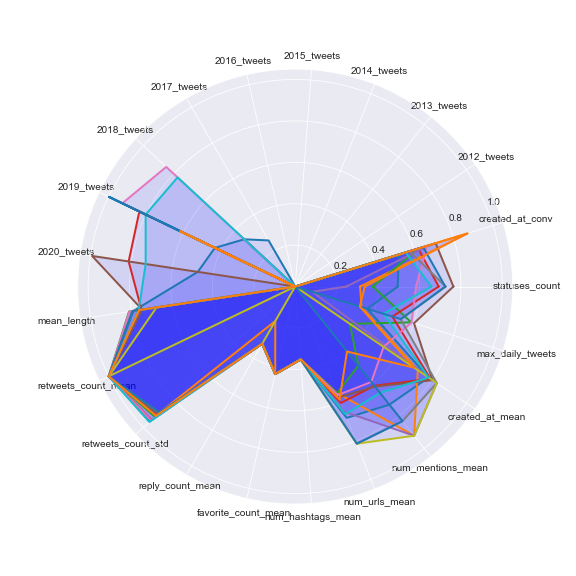 2015_tweets
2016_tweets
2014_tweets
2017_tweets
2013_tweets
2018_tweets
2012_tweets
2019_tweets
1.0
created_at_conv
0.8
0.6
0.4
2020_tweets
0.2
statuses_count
mean_length
max_daily_tweets
retweets_count_mean
created_at_mean
retweets_count_std
num_mentions_mean
reply_count_mean
num_urls_mean
favorite_count_mean
num_hashtags_mean